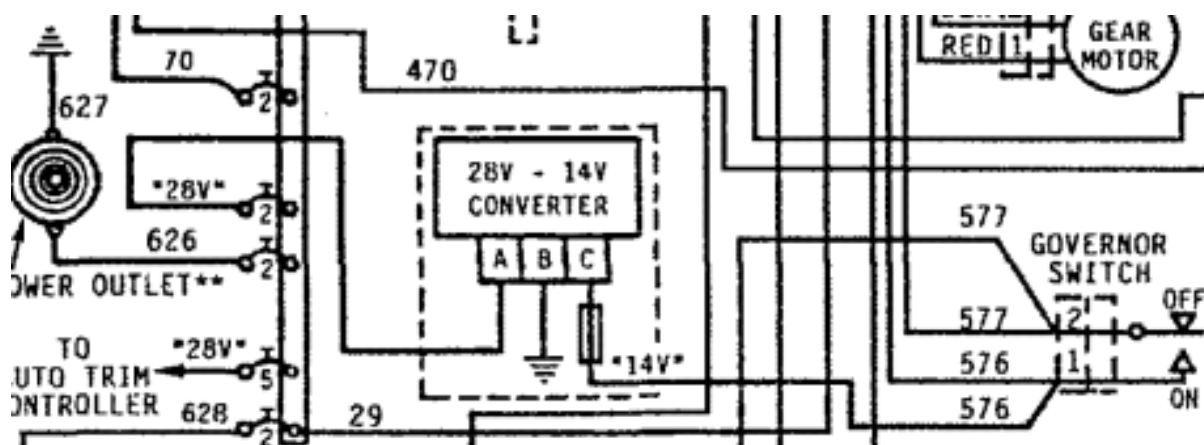 GEAR
MOTOR
RED 1
70
2
470
627
28V - 14V
CONVERTER
"28V"
2
A B C
626
2
OWER OUTLET**
577
GOVERNOR
SWITCH
OFF
577
2
TO
UTO TRIM
ONTROLLER
"28V"
5
"14V"
576
1
ON
628
2
29
576